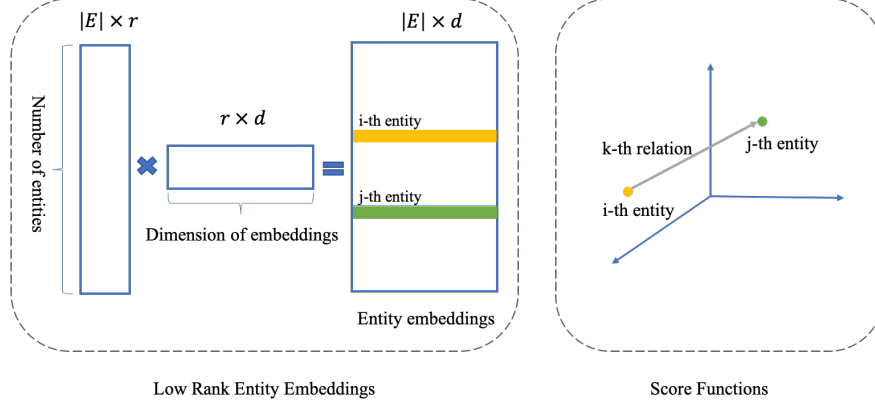 |E| × r
|E| × d
Number of entities
r × d
i-th entity
j-th entity
Dimension of embeddings
Entity embeddings
Low Rank Entity Embeddings
k-th relation
j-th entity
i-th entity
Score Functions